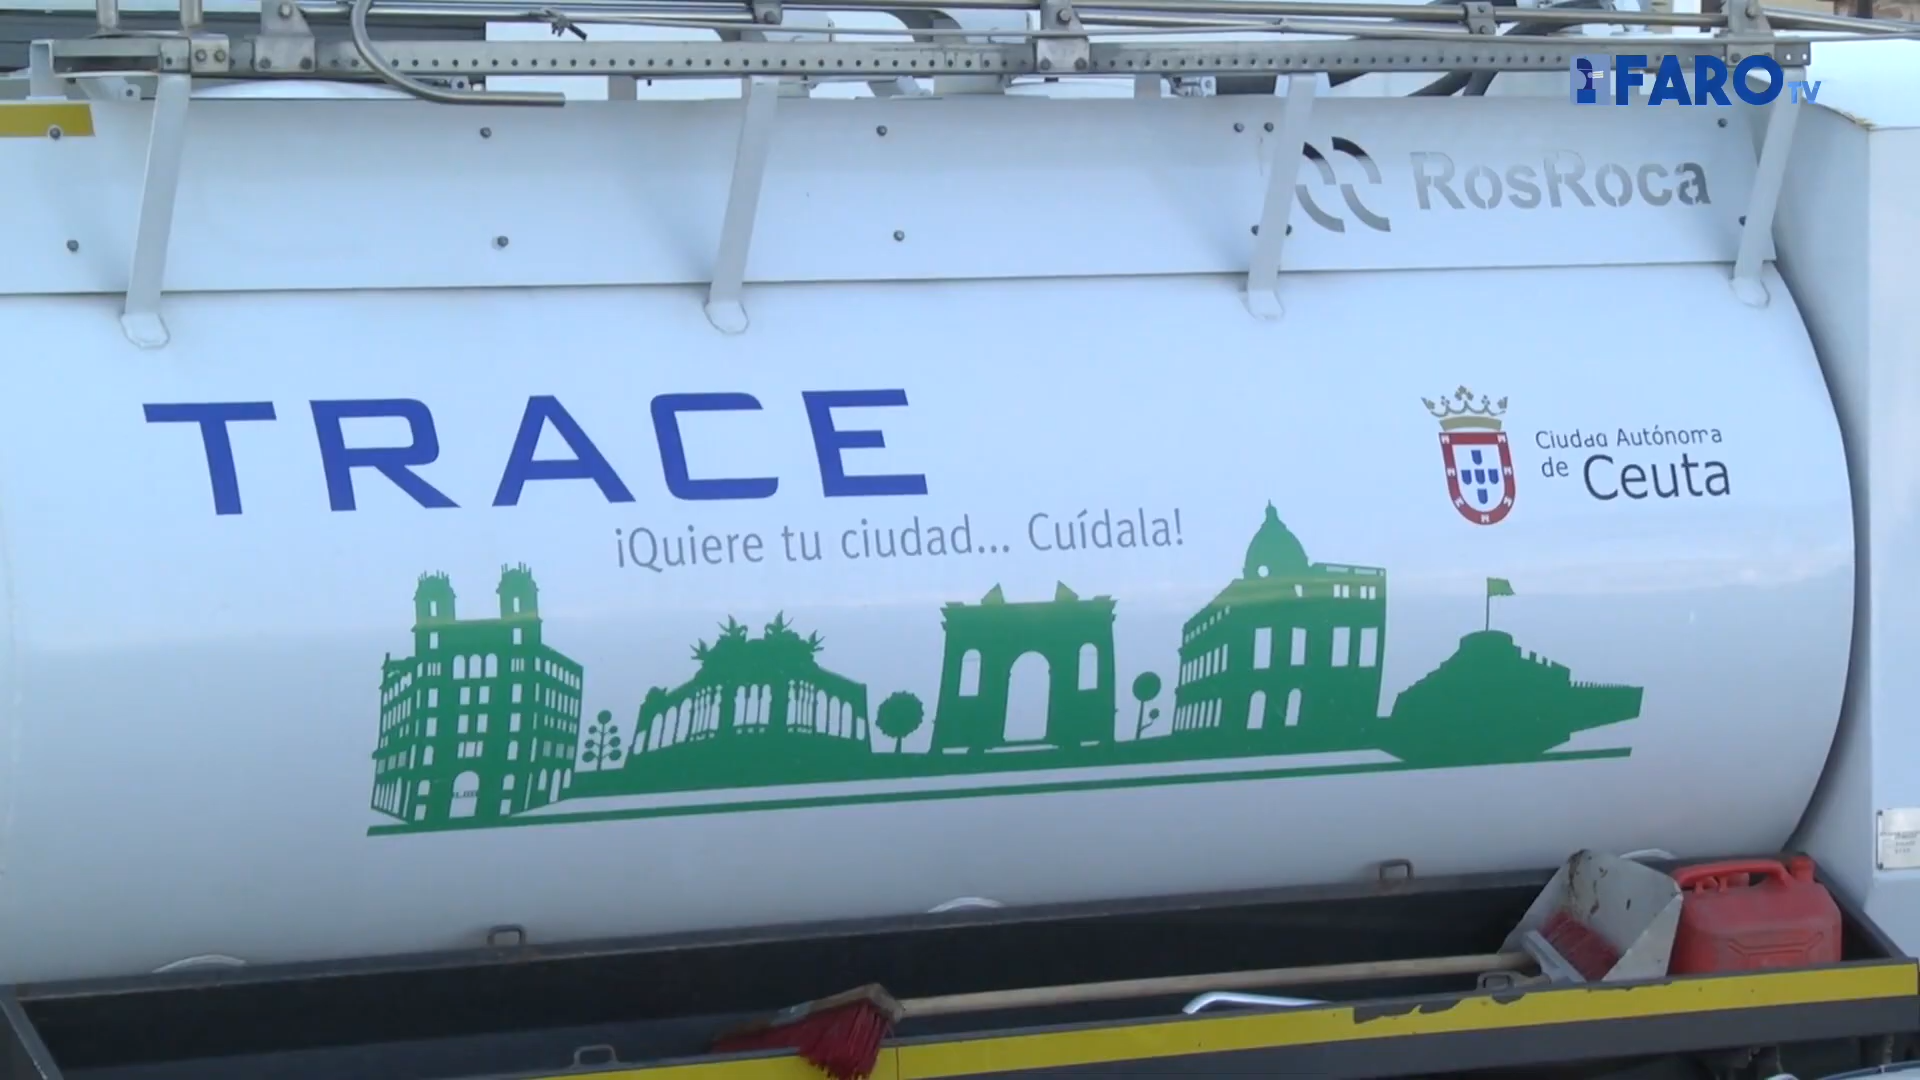 FARO TV
RosRoca
TRACE
Ciudad Autónoma
de Ceuta
¡Quiere tu ciudad... Cuídala!